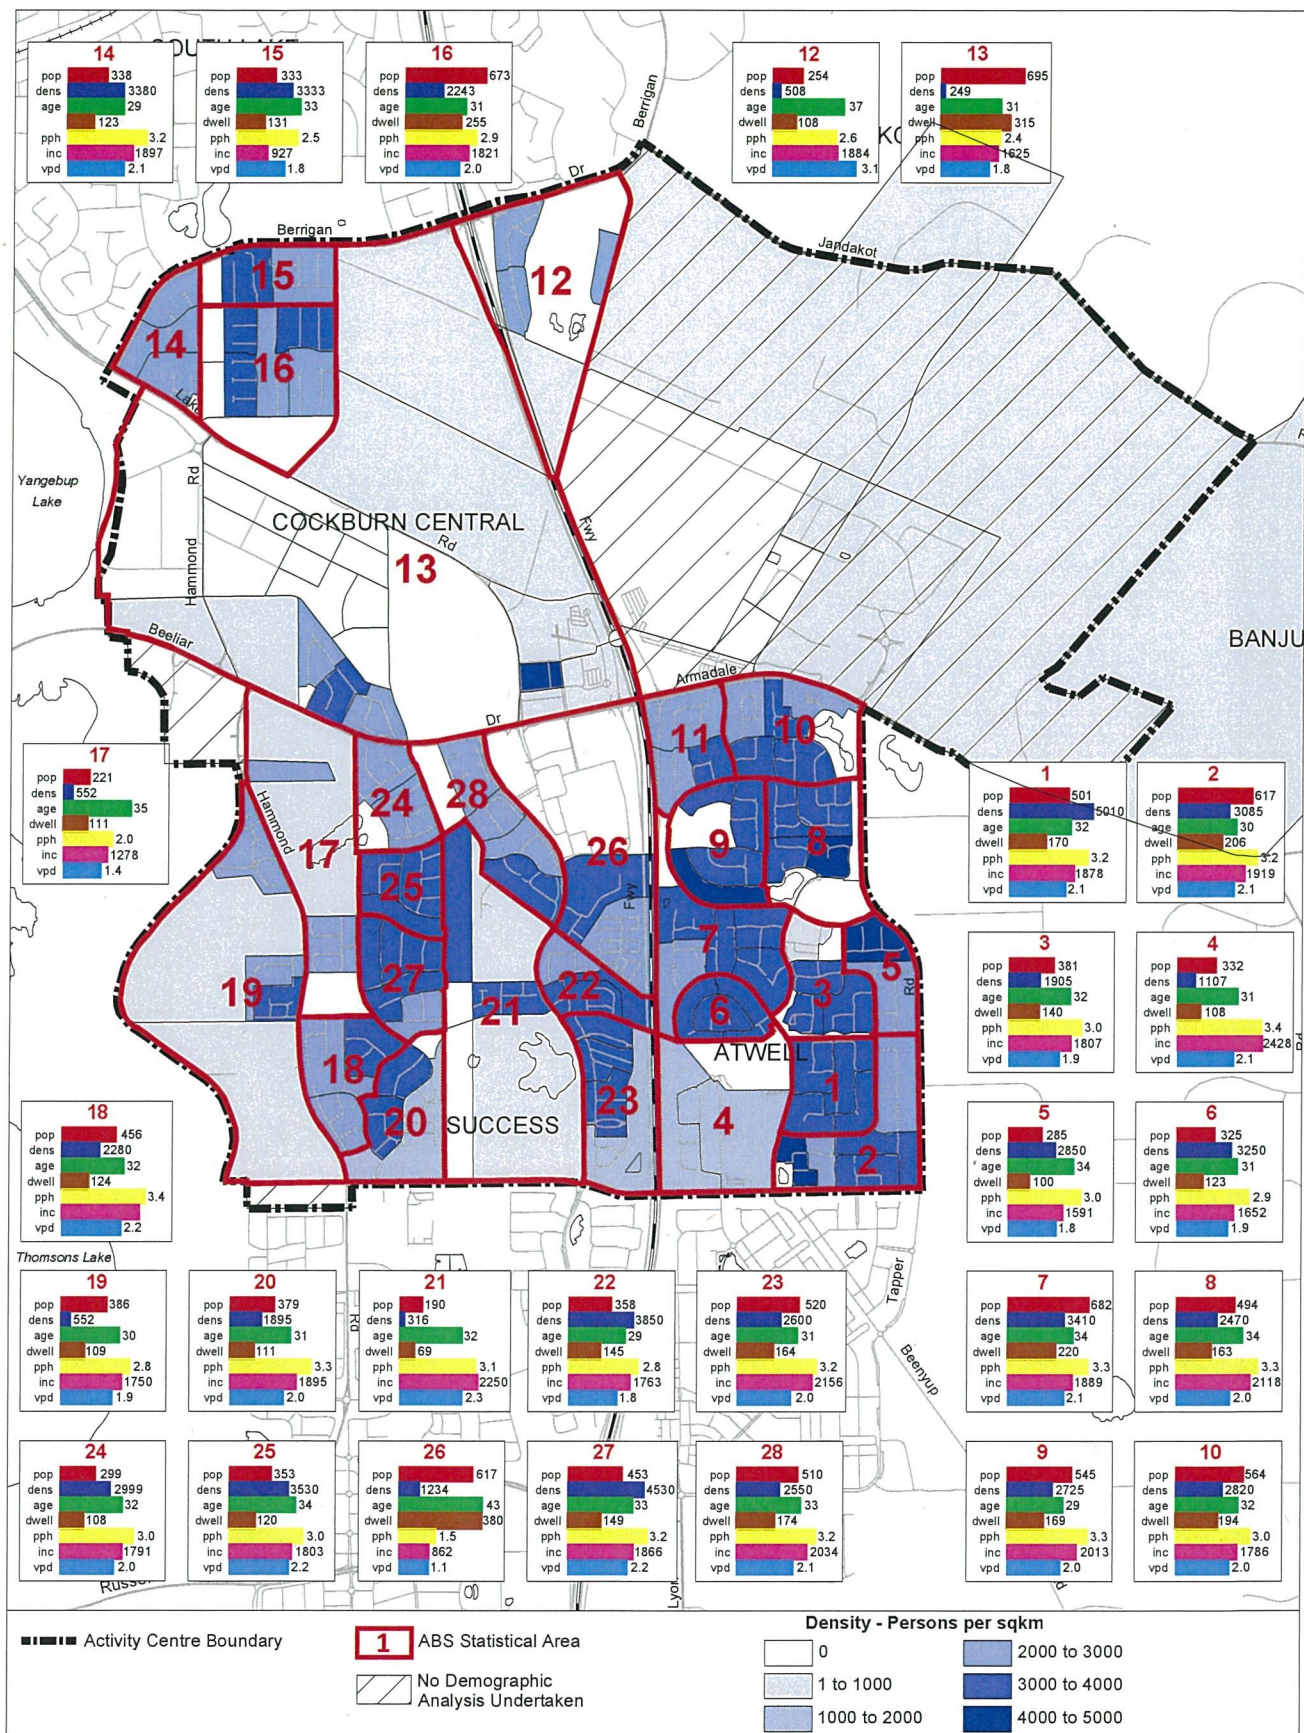 SOUTH LAKE
14
pop 338
dens 3380
age 29
dwell 123
pph 3.2
inc 1897
vpd 2.1
15
pop 333
dens 3333
age 33
dwell 131
pph 2.5
inc 927
vpd 1.8
16
pop 673
dens 2243
age 31
dwell 255
pph 2.9
inc 1821
vpd 2.0
12
pop 254
dens 508
age 37
dwell 108
pph 2.6
inc 1884
vpd 3.1
13
pop 695
dens 249
age 31
dwell 315
pph 2.4
inc 1625
vpd 1.8
Berrigan
Dr
Berrigan
Jandakot
15
12
14
16
Lake
Yangebup
Lake
Rd
Hammond
COCKBURN CENTRAL
Rd
Fwy
13
Beeliar
BANJU
Armadale
Dr
11
10
17
pop 221
dens 552
age 35
dwell 111
pph 2.0
inc 1278
vpd 1.4
Hammond
24
28
17
26
9
8
25
Fwy
1
pop 501
dens 5010
age 32
dwell 170
pph 3.2
inc 1878
vpd 2.1
2
pop 617
dens 3085
age 30
dwell 206
pph 3.2
inc 1919
vpd 2.1
7
5
Rd
19
27
21
22
6
3
ATWELL
3
pop 381
dens 1905
age 32
dwell 140
pph 3.0
inc 1807
vpd 1.9
4
pop 332
dens 1107
age 31
dwell 108
pph 3.4
inc 2428
vpd 2.1
Rd
18
20
SUCCESS
23
4
1
2
18
pop 456
dens 2280
age 32
dwell 124
pph 3.4
inc
vpd 2.2
5
pop 285
dens 2850
age 34
dwell 100
pph 3.0
inc 1591
vpd 1.8
6
pop 325
dens 3250
age 31
dwell 123
pph 2.9
inc 1652
vpd 1.9
Thomsons Lake
Tapper
19
pop 386
dens 552
age 30
dwell 109
pph 2.8
inc 1750
vpd 1.9
20
pop 379
dens 1895
age 31
dwell 111
pph 3.3
inc 1895
vpd 2.0
Rd
21
pop 190
dens 316
age 32
dwell 69
pph 3.1
inc 2250
vpd 2.3
22
pop 358
dens 3850
age 29
dwell 145
pph 2.8
inc 1763
vpd 1.8
23
pop 520
dens 2600
age 31
dwell 164
pph 3.2
inc 2156
vpd 2.0
Beenyup
7
pop 682
dens 3410
age 34
dwell 220
pph 3.3
inc 1889
vpd 2.1
8
pop 494
dens 2470
age 34
dwell 163
pph 3.3
inc 2118
vpd 2.0
24
pop 299
dens 2999
age 32
dwell 108
pph 3.0
inc 1791
vpd 2.0
25
pop 353
dens 3530
age 34
dwell 120
pph 3.0
inc 1803
vpd 2.2
26
pop 617
dens 1234
age 43
dwell 380
pph 1.5
inc 862
vpd 1.1
27
pop 453
dens 4530
age 33
dwell 149
pph 3.2
inc 1866
vpd 2.2
28
pop 510
dens 2550
age 33
dwell 174
pph 3.2
inc 2034
vpd 2.1
9
pop 545
dens 2725
age 29
dwell 169
pph 3.3
inc 2013
vpd 2.0
10
pop 564
dens 2820
age 32
dwell 194
pph 3.0
inc 1786
vpd 2.0
Activity Centre Boundary
1 ABS Statistical Area
No Demographic
Analysis Undertaken
Density - Persons per sqkm
0
1 to 1000
1000 to 2000
2000 to 3000
3000 to 4000
4000 to 5000